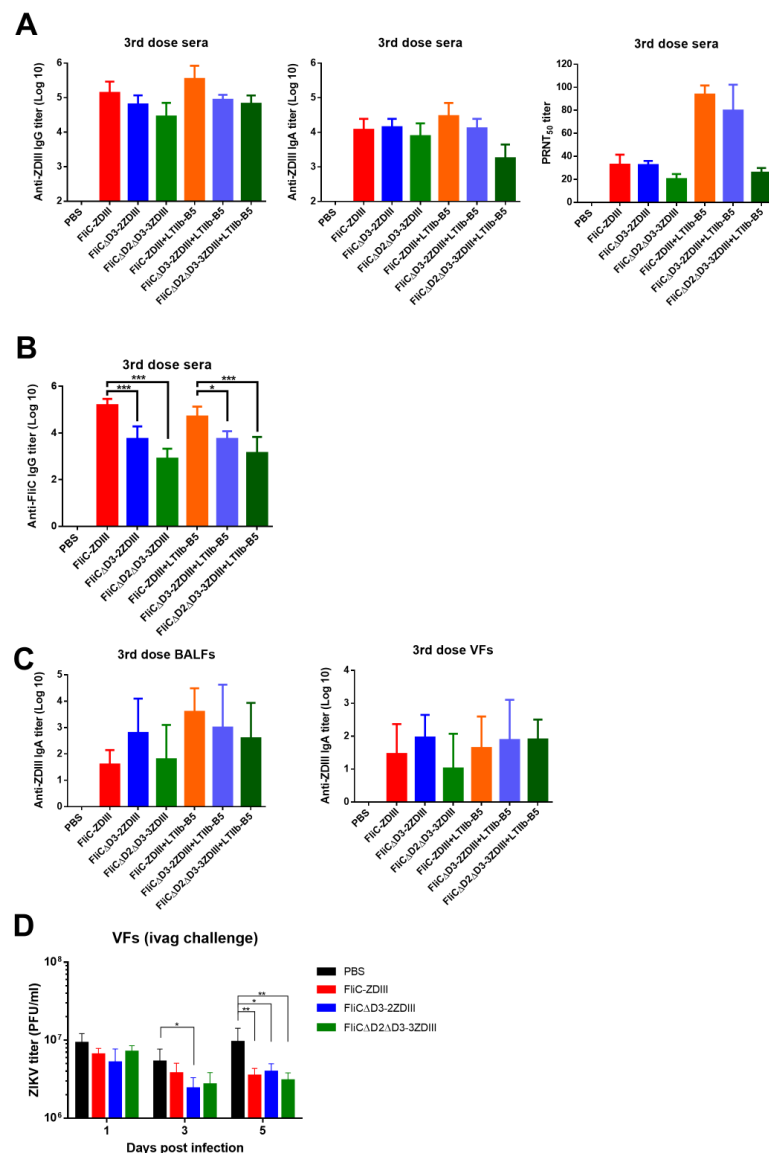 A
3rd dose sera
Anti-ZDIII IgG titer (Log 10)
5
4
3
2
PBS
FliC-ZDIII
FliCΔD3-2ZDIII
FliCΔD2ΔD3-3ZDIII
FliC-ZDIII+LTIIb-B5
FliCΔD3-2ZDIII+LTIIb-B5
FliCΔD2ΔD3-3ZDIII+LTIIb-B5
3rd dose sera
Anti-ZDIII IgA titer (Log 10)
6
5
4
3
2
PBS
FliC-ZDIII
FliCΔD3-2ZDIII
FliCΔD2ΔD3-3ZDIII
FliC-ZDIII+LTIIb-B5
FliCΔD3-2ZDIII+LTIIb-B5
FliCΔD2ΔD3-3ZDIII+LTIIb-B5
3rd dose sera
PRNT50 titer
120
100
80
60
40
20
0
PBS
FliC-ZDIII
FliCΔD3-2ZDIII
FliCΔD2ΔD3-3ZDIII
FliC-ZDIII+LTIIb-B5
FliCΔD3-2ZDIII+LTIIb-B5
FliCΔD2ΔD3-3ZDIII+LTIIb-B5
B
3rd dose sera
Anti-FliC IgG titer (Log 10)
6
4
2
0
***
***
***
*
PBS
FliC-ZDIII
FliCΔD3-2ZDIII
FliCΔD2ΔD3-3ZDIII
FliC-ZDIII+LTIIb-B5
FliCΔD3-2ZDIII+LTIIb-B5
FliCΔD2ΔD3-3ZDIII+LTIIb-B5
C
3rd dose BALFs
Anti-ZDIII IgA titer (Log 10)
5
4
3
2
1
0
PBS
FliC-ZDIII
FliCΔD3-2ZDIII
FliCΔD2ΔD3-3ZDIII
FliC-ZDIII+LTIIb-B5
FliCΔD3-2ZDIII+LTIIb-B5
FliCΔD2ΔD3-3ZDIII+LTIIb-B5
3rd dose VFs
Anti-ZDIII IgA titer (Log 10)
4
3
2
1
0
PBS
FliC-ZDIII
FliCΔD3-2ZDIII
FliCΔD2ΔD3-3ZDIII
FliC-ZDIII+LTIIb-B5
FliCΔD3-2ZDIII+LTIIb-B5
FliCΔD2ΔD3-3ZDIII+LTIIb-B5
D
VFs (ivag challenge)
ZIKV titer (PFU/ml)
10^8
10^7
10^6
*
**
*
**
1
3
5
Days post infection
PBS
FliC-ZDIII
FliCΔD3-2ZDIII
FliCΔD2ΔD3-3ZDIII